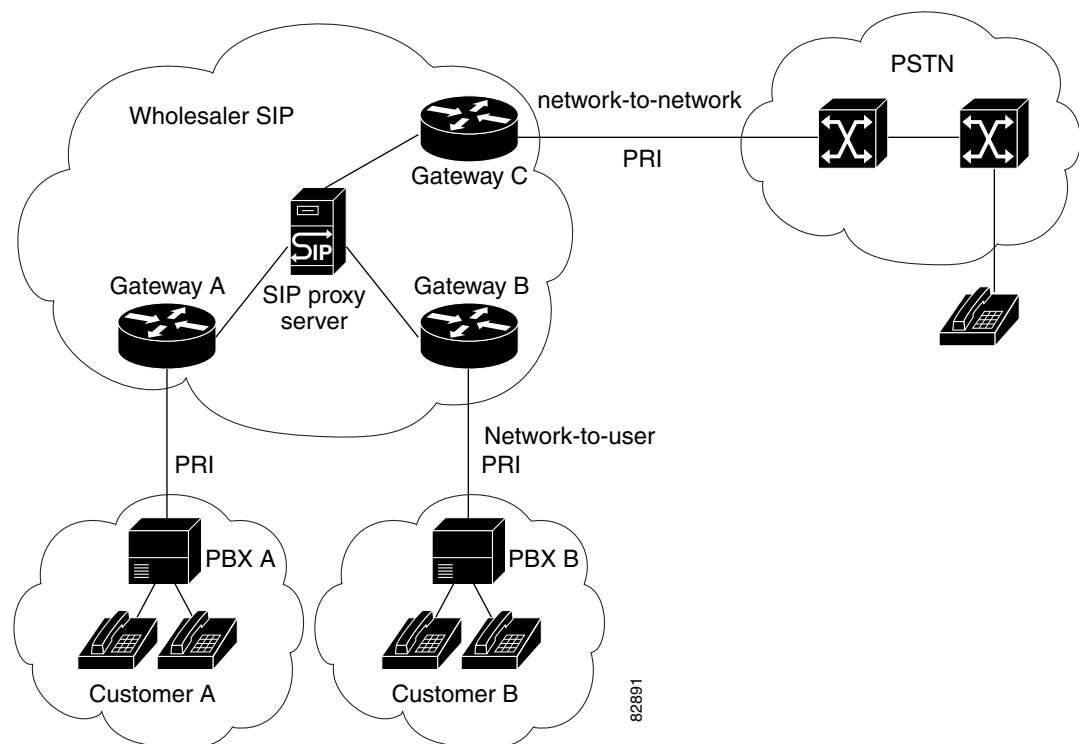 PSTN
Wholesaler SIP
network-to-network
PRI
Gateway C
SIP
Gateway A
SIP proxy
server
Gateway B
Network-to-user
PRI
PRI
PBX A
PBX B
Customer A
Customer B
82891